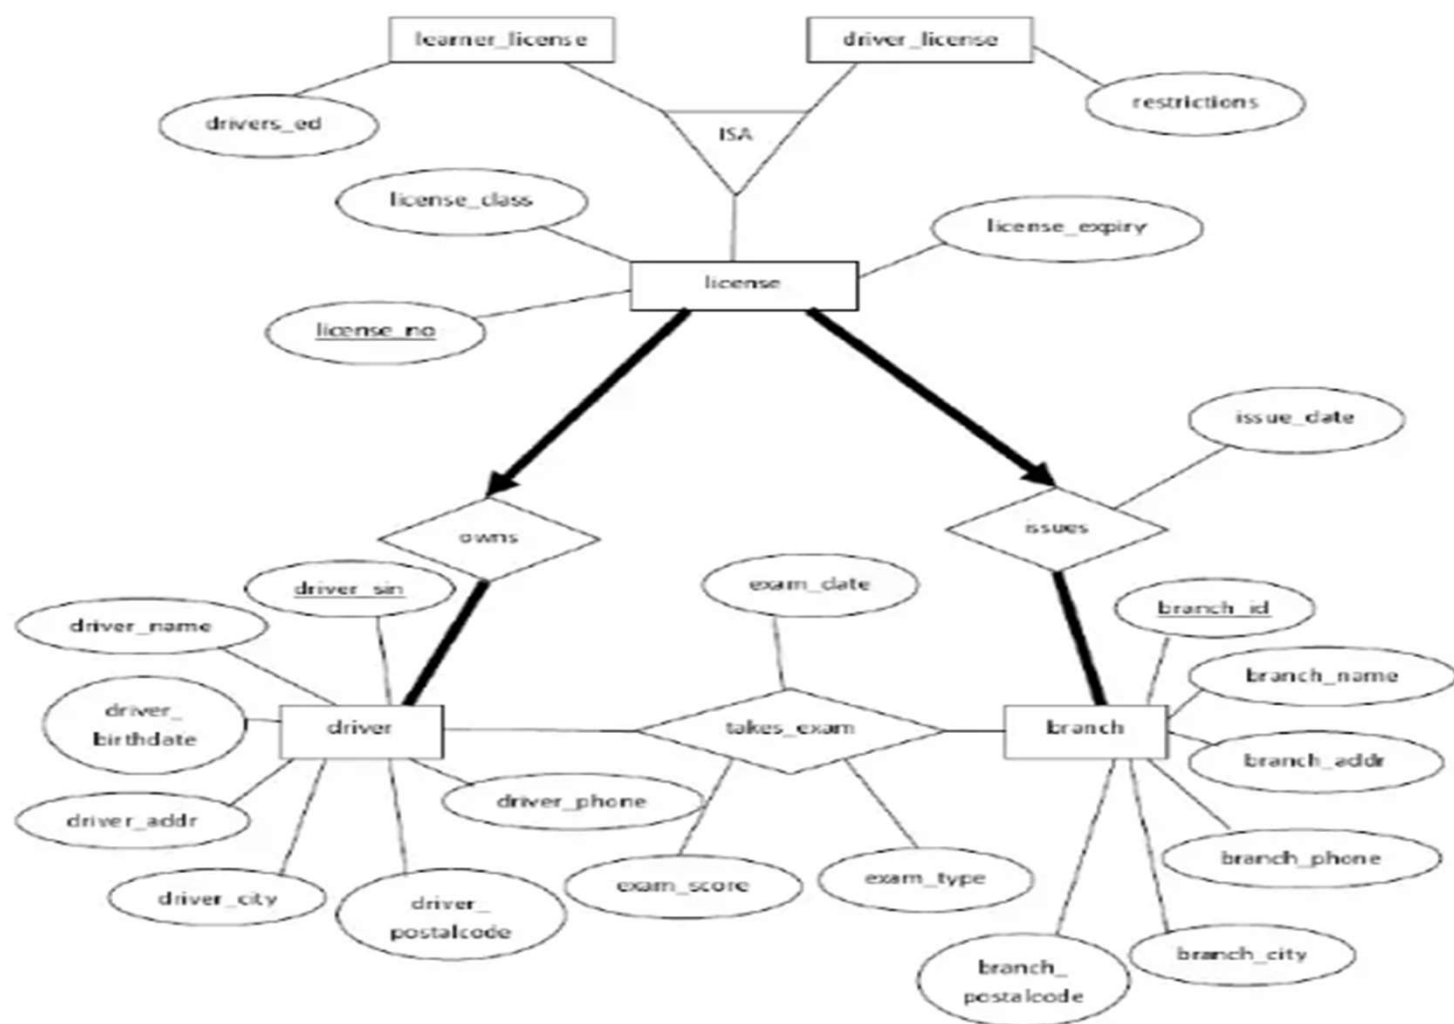 learner_license
driver_license
drivers_ed
restrictions
ISA
license_class
license_expiry
license
license_no
issue_date
owns
issues
driver_sin
exam_date
branch_id
driver_name
branch_name
driver_
birthdate
driver
takes_exam
branch
branch_addr
driver_phone
driver_addr
branch_phone
exam_score
exam_type
driver_city
driver_
postalcode
branch_city
branch_
postalcode